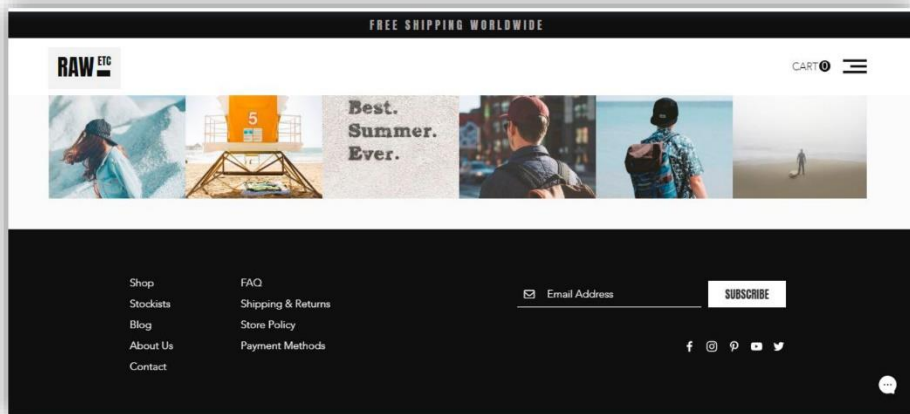 FREE SHIPPING WORLDWIDE
RAW ETC
CART 0
5
Best.
Summer.
Ever.
Shop
Stockists
Blog
About Us
Contact
FAQ
Shipping & Returns
Store Policy
Payment Methods
Email Address
SUBSCRIBE